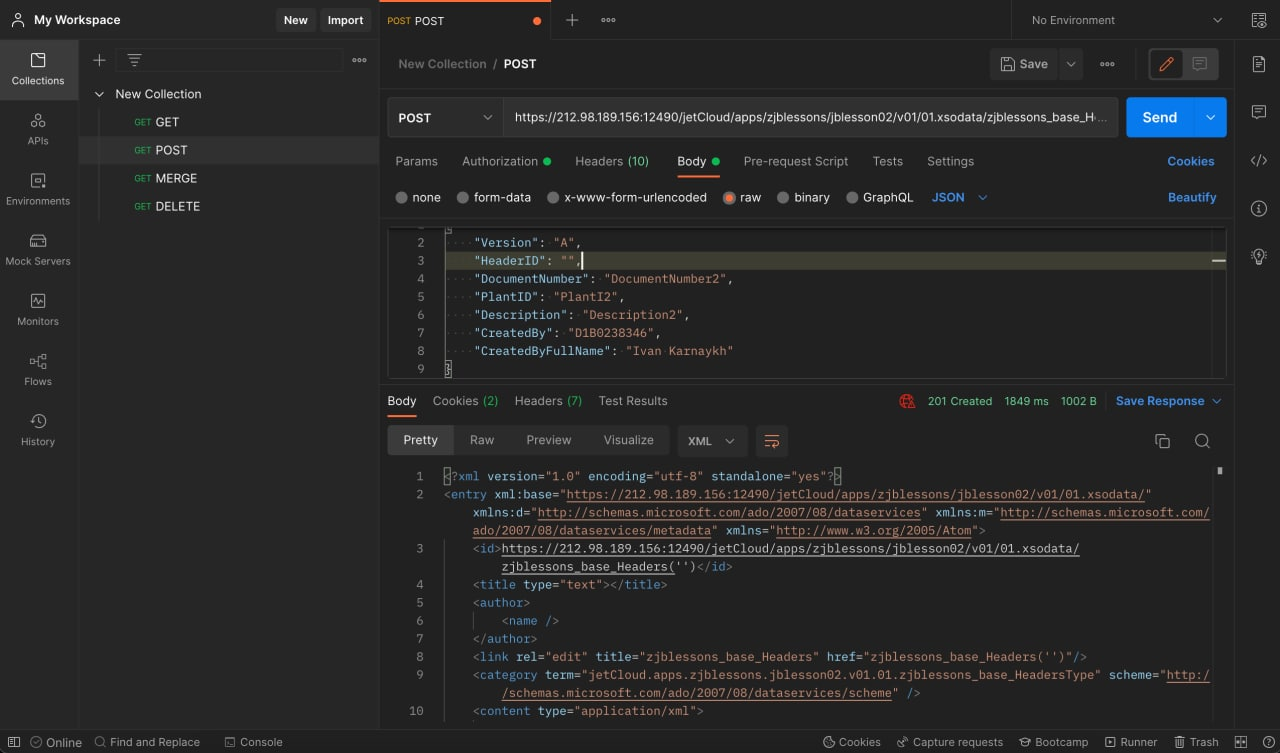 My Workspace
New
Import
POST POST
No Environment
Collections
APIs
Environments
Mock Servers
Monitors
Flows
History
New Collection
GET GET
GET POST
GET MERGE
GET DELETE
New Collection / POST
Save
POST
https://212.98.189.156:12490/jetCloud/apps/zjblessons/jblesson02/v01/01.xsodata/zjblessons_base_H...
Send
Params
Authorization
Headers (10)
Body
Pre-request Script
Tests
Settings
Cookies
none
form-data
x-www-form-urlencoded
raw
binary
GraphQL
JSON
Beautify
2 "Version": "A",
3 "HeaderID": "",
4 "DocumentNumber": "DocumentNumber2",
5 "PlantID": "PlantI2",
6 "Description": "Description2",
7 "CreatedBy": "D1B0238346",
8 "CreatedByFullName": "Ivan Karnaykh"
9 }
Body
Cookies (2)
Headers (7)
Test Results
201 Created
1849 ms
1002 B
Save Response
Pretty
Raw
Preview
Visualize
XML
1 <?xml version="1.0" encoding="utf-8" standalone="yes"?>
2 <entry xml:base="https://212.98.189.156:12490/jetCloud/apps/zjblessons/jblesson02/v01/01.xsodata/"
xmlns:d="http://schemas.microsoft.com/ado/2007/08/dataservices" xmlns:m="http://schemas.microsoft.com/
ado/2007/08/dataservices/metadata" xmlns="http://www.w3.org/2005/Atom">
3 <id>https://212.98.189.156:12490/jetCloud/apps/zjblessons/jblesson02/v01/01.xsodata/
zjblessons_base_Headers('')</id>
4 <title type="text"></title>
5 <author>
6 <name />
7 </author>
8 <link rel="edit" title="zjblessons_base_Headers" href="zjblessons_base_Headers('')"/>
9 <category term="jetCloud.apps.zjblessons.jblesson02.v01.01.zjblessons_base_HeadersType" scheme="http:/
/schemas.microsoft.com/ado/2007/08/dataservices/scheme" />
10 <content type="application/xml">
Online
Find and Replace
Console
Cookies
Capture requests
Bootcamp
Runner
Trash